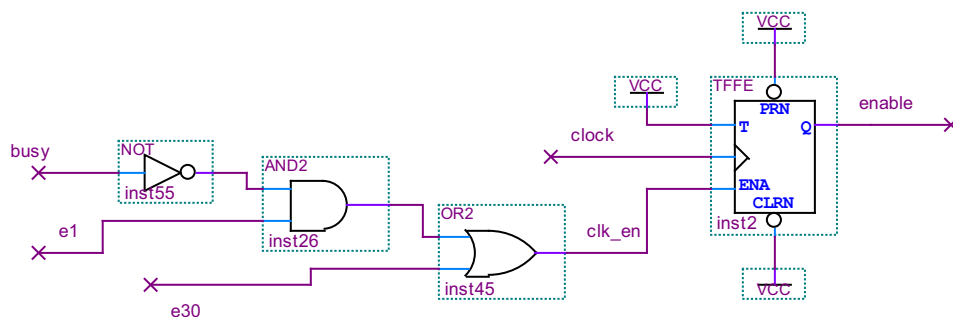 VCC
VCC
TFFE
PRN
T
Q
enable
clock
busy
NOT
inst55
AND2
ENA
CLRN
inst2
e1
inst26
OR2
clk_en
inst45
VCC
e30